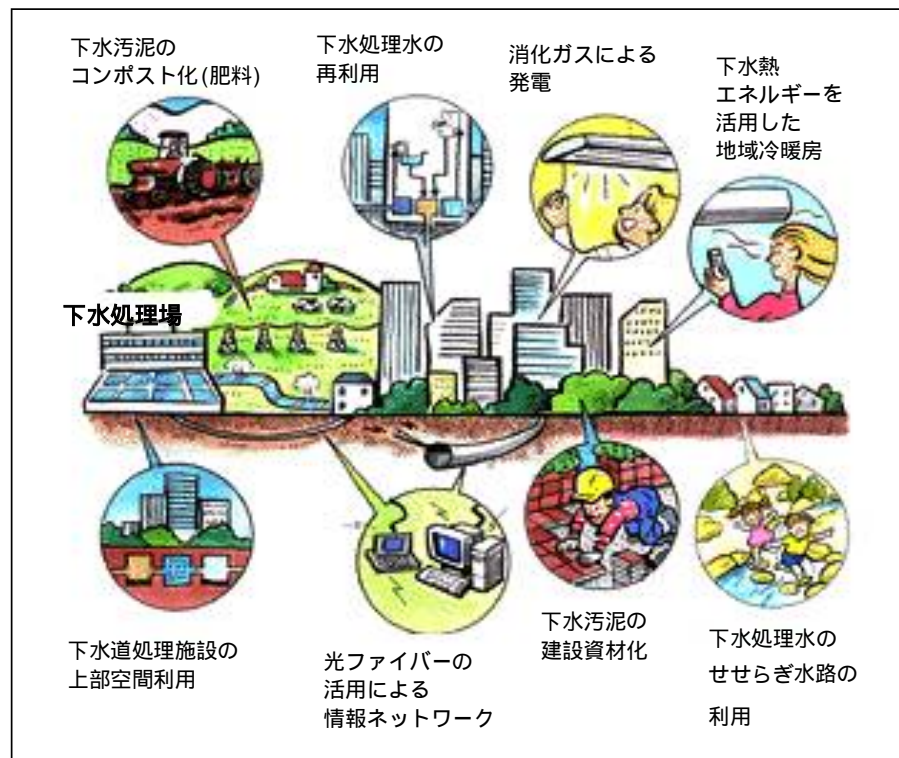 下水汚泥の
コンポスト化(肥料)
下水処理水の
再利用
消化ガスによる
発電
下水熱
エネルギーを
活用した
地域冷暖房
下水処理場
下水道処理施設の
上部空間利用
光ファイバーの
活用による
情報ネットワーク
下水汚泥の
建設資材化
下水処理水の
せせらぎ水路の
利用